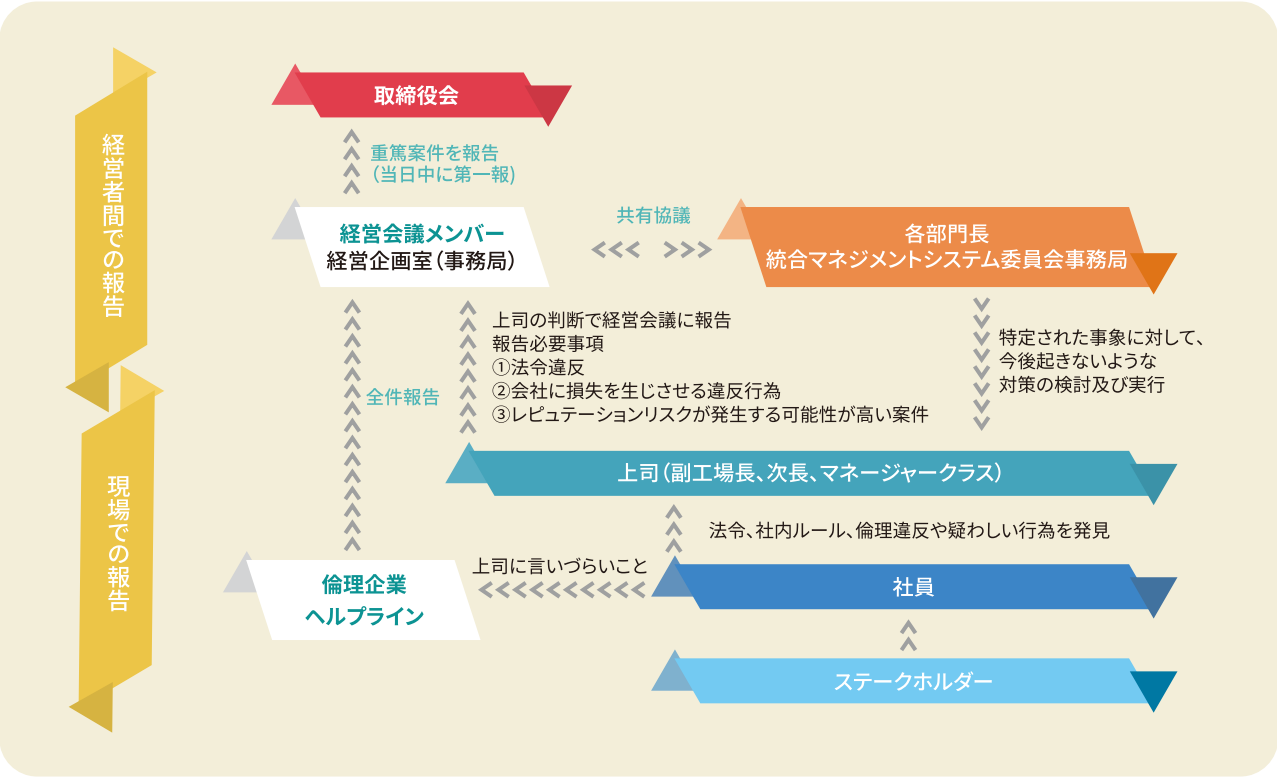 経営者間での報告
取締役会
重篤案件を報告
（当日中に第一報）
経営会議メンバー
経営企画室（事務局）
共有協議
各部門長
統合マネジメントシステム委員会事務局
上司の判断で経営会議に報告
報告必要事項
①法令違反
②会社に損失を生じさせる違反行為
③レピュテーションリスクが発生する可能性が高い案件
特定された事象に対して、
今後起きないような
対策の検討及び実行
全件報告
現場での報告
上司（副工場長、次長、マネージャークラス）
法令、社内ルール、倫理違反や疑わしい行為を発見
上司に言いづらいこと
倫理企業
ヘルプライン
社員
ステークホルダー